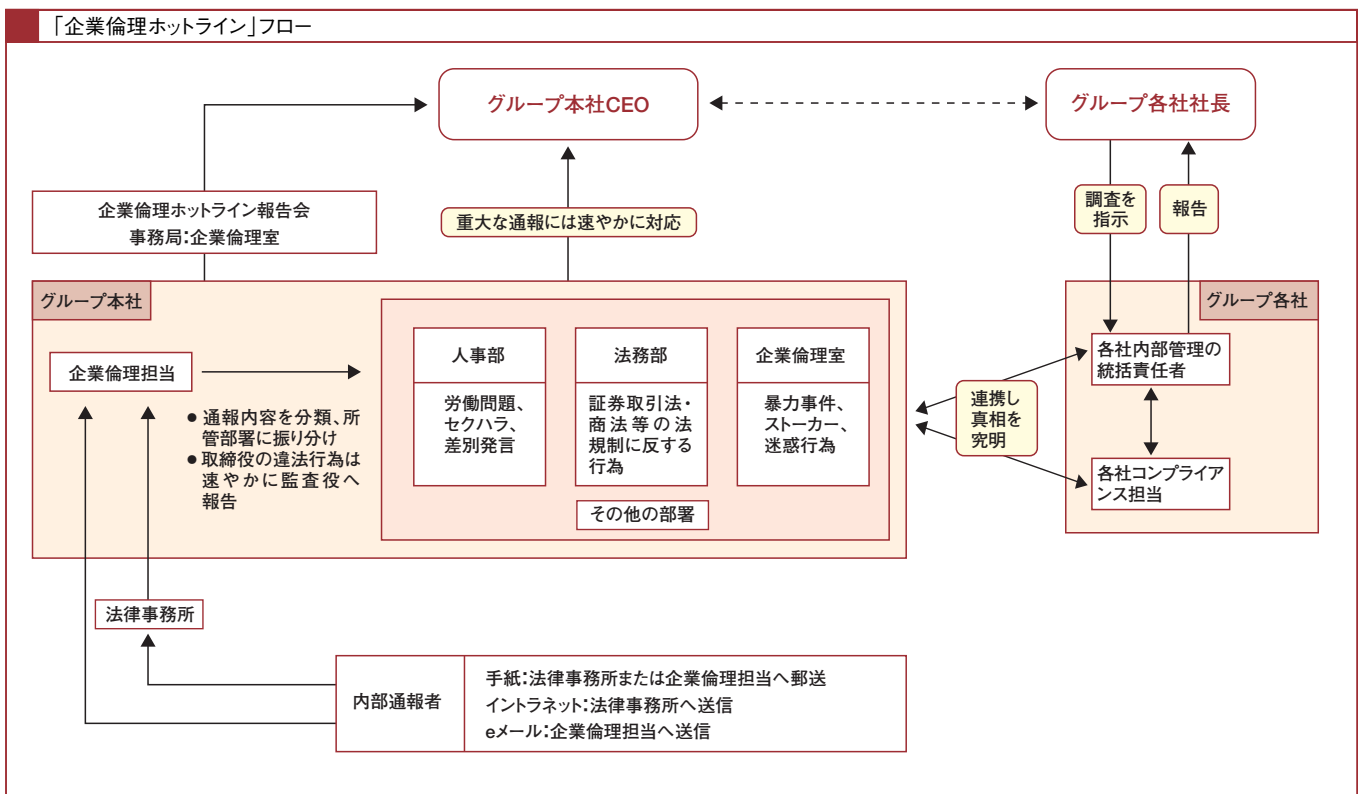 「企業倫理ホットライン」フロー
グループ本社CEO
グループ各社社長
企業倫理ホットライン報告会
事務局:企業倫理室
重大な通報には速やかに対応
調査を
指示
報告
グループ本社
企業倫理担当
● 通報内容を分類、所
管部署に振り分け
● 取締役の違法行為は
速やかに監査役へ
報告
人事部
労働問題、
セクハラ、
差別発言
法務部
証券取引法・
商法等の法
規制に反する
行為
企業倫理室
暴力事件、
ストーカー、
迷惑行為
その他の部署
連携し
真相を
究明
グループ各社
各社内部管理の
統括責任者
各社コンプライア
ンス担当
法律事務所
内部通報者
手紙:法律事務所または企業倫理担当へ郵送
イントラネット:法律事務所へ送信
eメール:企業倫理担当へ送信